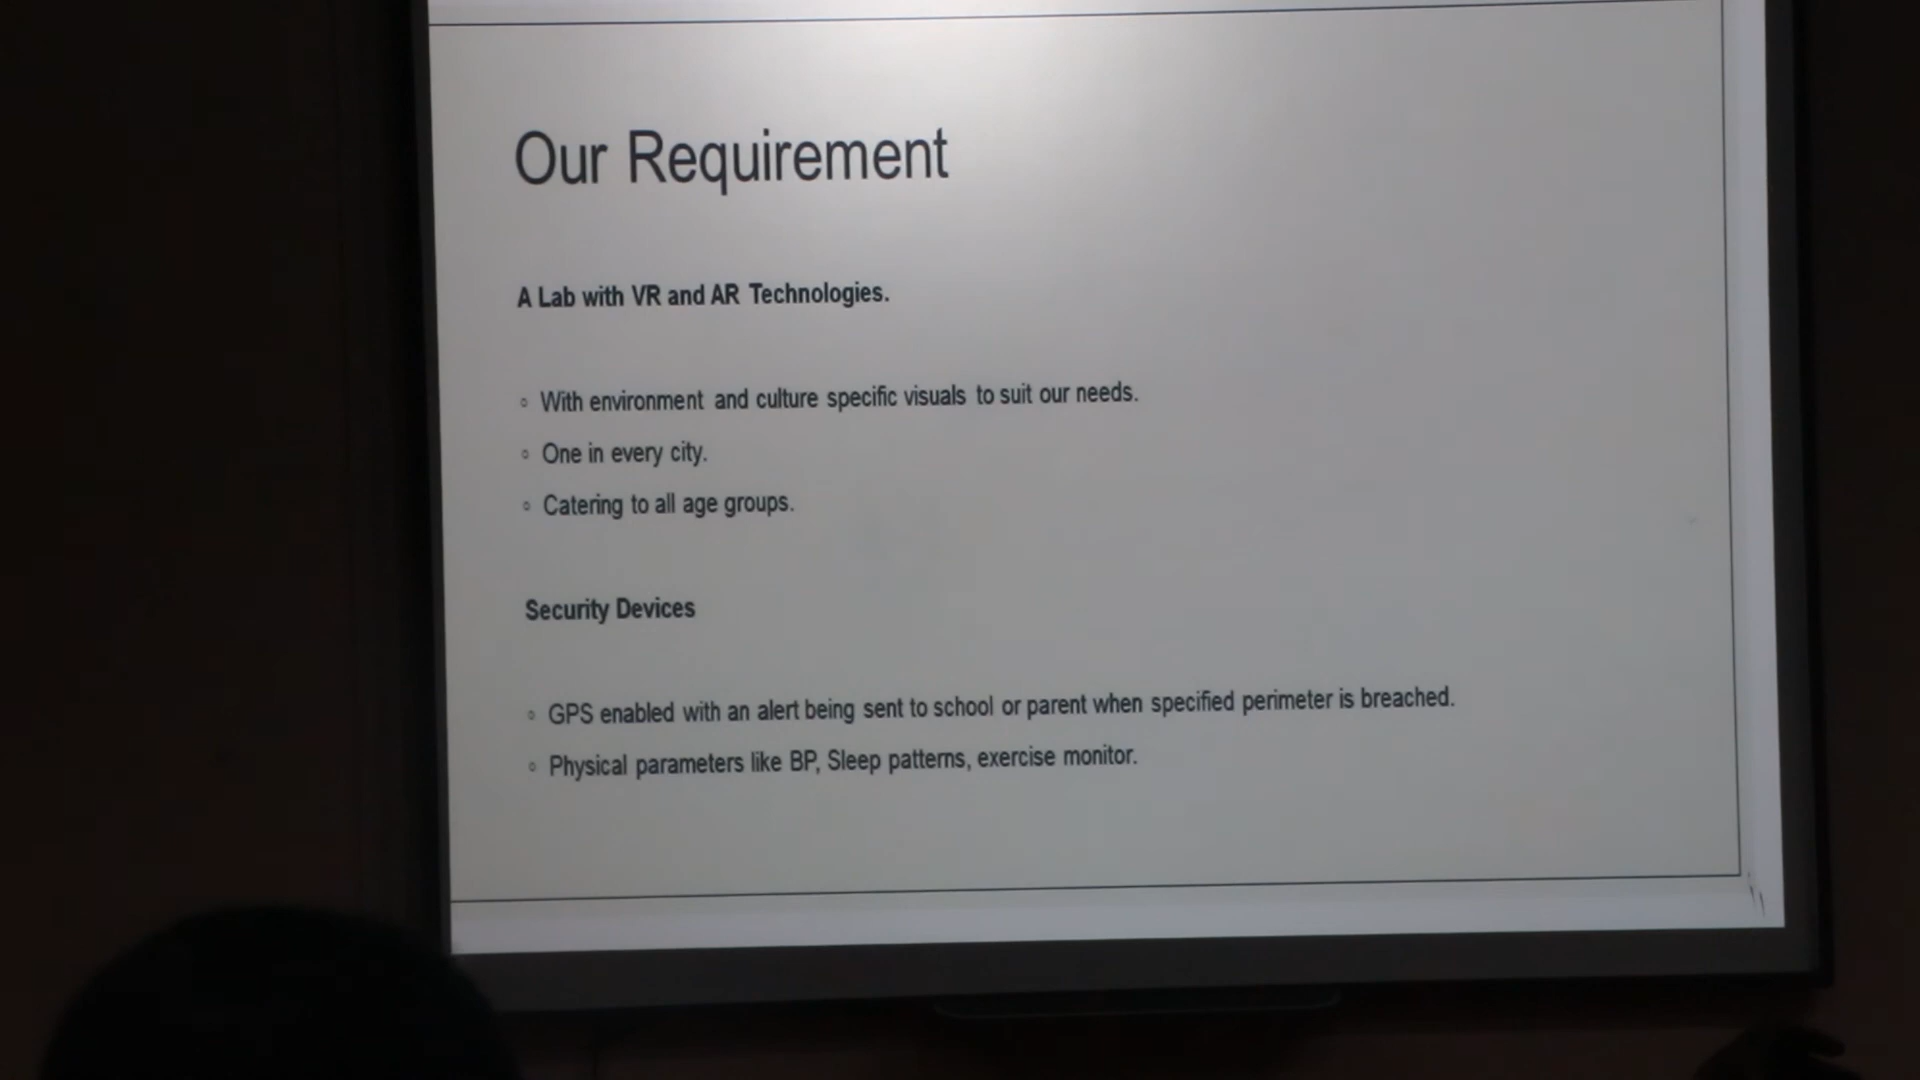 Our Requirement
A Lab with VR and AR Technologies.
◦ With environment and culture specific visuals to suit our needs.
◦ One in every city.
◦ Catering to all age groups.
Security Devices
◦ GPS enabled with an alert being sent to school or parent when specified perimeter is breached.
◦ Physical parameters like BP, Sleep patterns, exercise monitor.